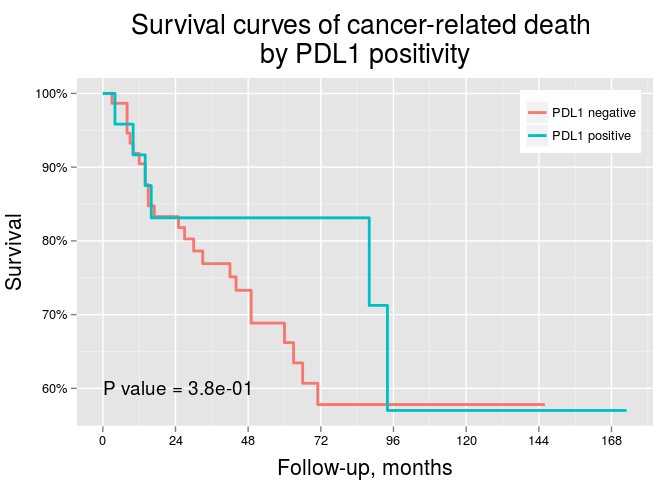 Survival curves of cancer-related death
by PDL1 positivity
Survival
100%
90%
80%
70%
60%
PDL1 negative
PDL1 positive
P value = 3.8e-01
0 24 48 72 96 120 144 168
Follow-up, months